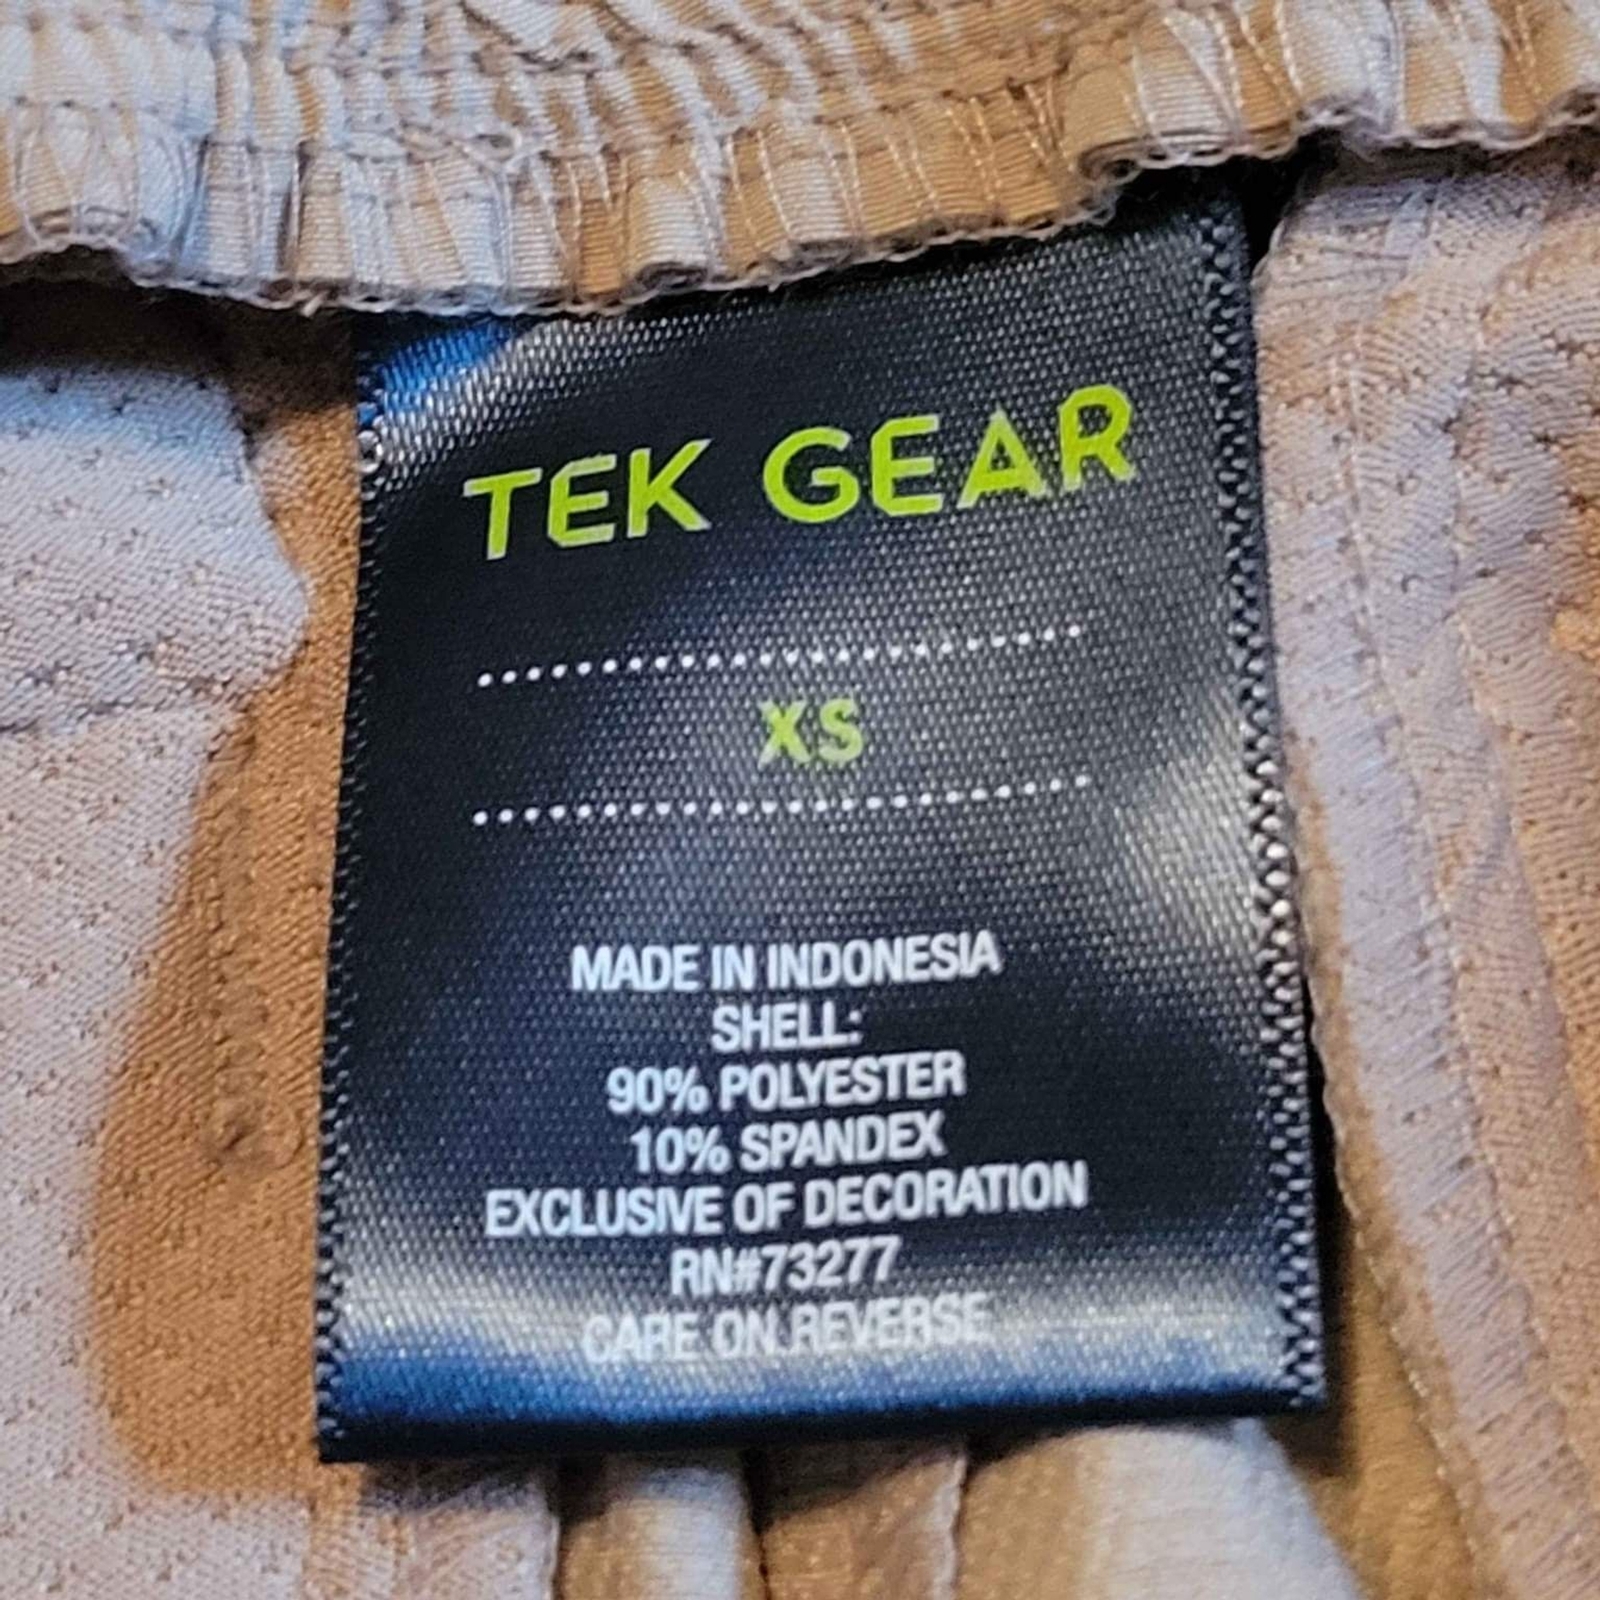 TEK GEAR
XS
MADE IN INDONESIA
SHELL:
90% POLYESTER
10% SPANDEX
EXCLUSIVE OF DECORATION
RN#73277
CARE ON REVERSE